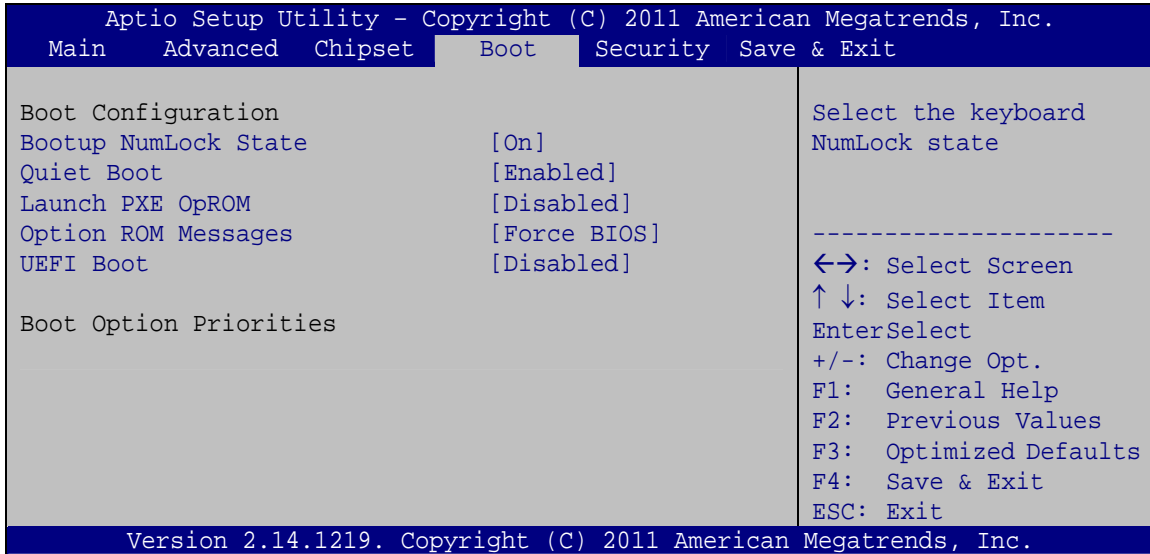 Aptio Setup Utility – Copyright (C) 2011 American Megatrends, Inc.
Main Advanced Chipset Boot Security Save & Exit
Boot Configuration
Bootup NumLock State [On]
Quiet Boot [Enabled]
Launch PXE OpROM [Disabled]
Option ROM Messages [Force BIOS]
UEFI Boot [Disabled]
Boot Option Priorities
Select the keyboard
NumLock state
---------------------
←→: Select Screen
↑ ↓: Select Item
EnterSelect
+/-: Change Opt.
F1: General Help
F2: Previous Values
F3: Optimized Defaults
F4: Save & Exit
ESC: Exit
Version 2.14.1219. Copyright (C) 2011 American Megatrends, Inc.